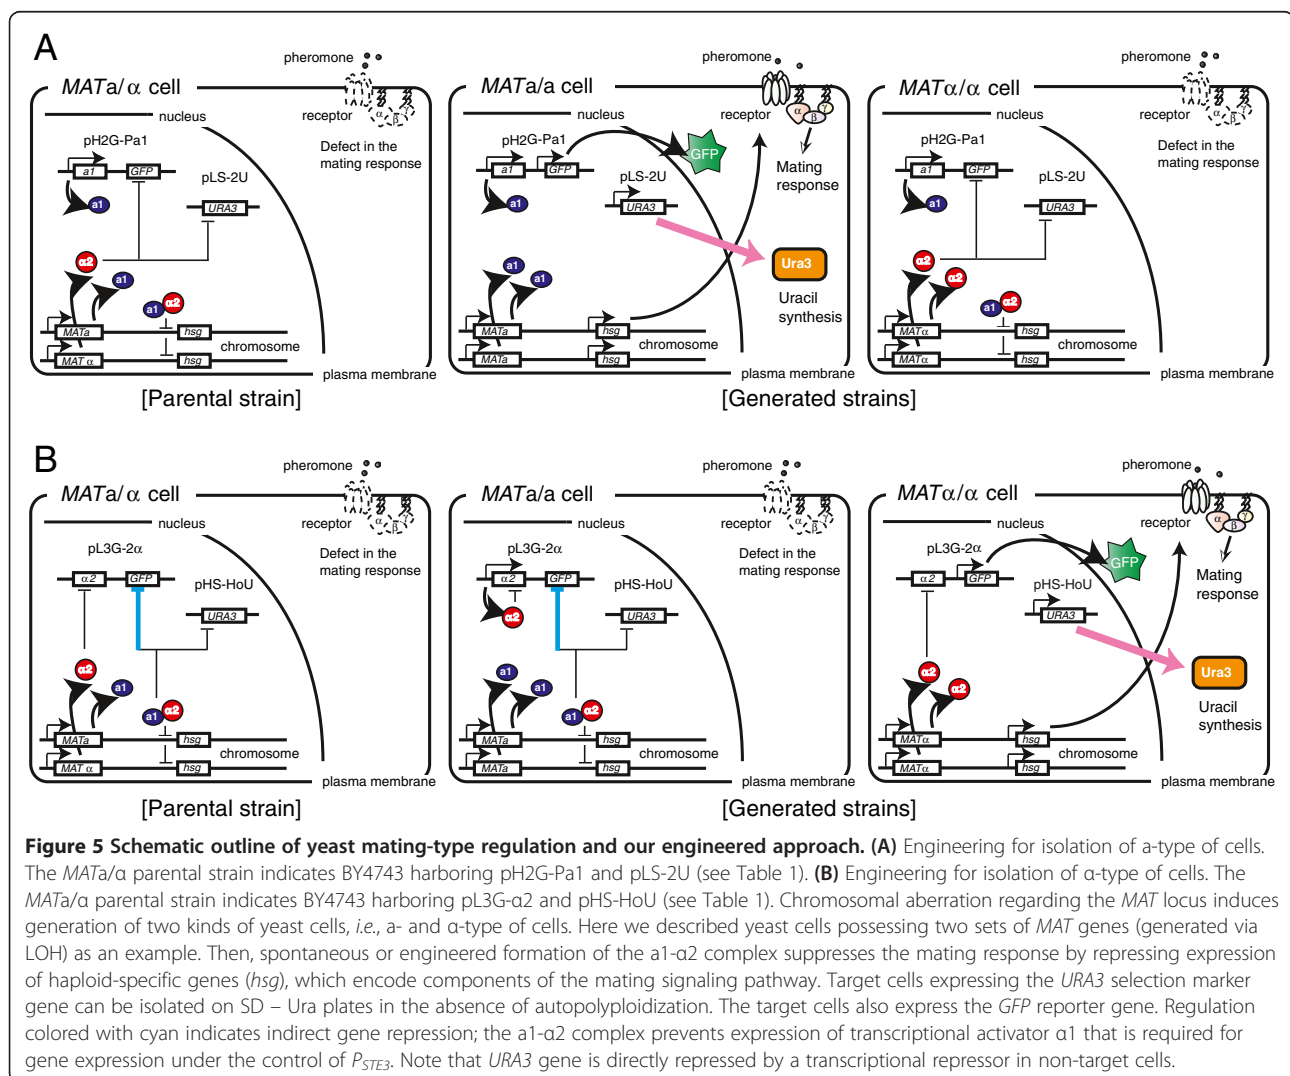 A
pheromone
MATa/α cell
nucleus
receptor
α
β
γ
Defect in the
mating response
pH2G-Pa1
a1
GFP
a1
pLS-2U
URA3
α2
a1
a1
α2
MATa
hsg
chromosome
MAT α
hsg
plasma membrane
[Parental strain]
pheromone
MATa/a cell
nucleus
receptor
α
β
γ
pH2G-Pa1
GFP
a1
GFP
Mating
response
a1
pLS-2U
URA3
Ura3
Uracil
synthesis
a1
a1
MATa
hsg
chromosome
MATa
hsg
plasma membrane
pheromone
MATα/α cell
nucleus
receptor
α
β
γ
Defect in the
mating response
pH2G-Pa1
a1
GFP
a1
pLS-2U
URA3
α2
α2
a1
α2
MATα
hsg
chromosome
MATα
hsg
plasma membrane
[Generated strains]
B
pheromone
MATa/α cell
nucleus
receptor
α
β
γ
Defect in the
mating response
pL3G-2α
α2
GFP
pHS-HoU
URA3
α2
a1
a1
α2
MATa
hsg
chromosome
MAT α
hsg
plasma membrane
[Parental strain]
pheromone
MATa/a cell
nucleus
receptor
α
β
γ
Defect in the
mating response
pL3G-2α
α2
GFP
α2
pHS-HoU
URA3
a1
a1
a1
α2
MATa
hsg
chromosome
MATa
hsg
plasma membrane
pheromone
MATα/α cell
nucleus
receptor
α
β
γ
pL3G-2α
GFP
α2
GFP
Mating
response
pHS-HoU
URA3
Ura3
Uracil
synthesis
α2
α2
MATα
hsg
chromosome
MATα
hsg
plasma membrane
[Generated strains]
Figure 5 Schematic outline of yeast mating-type regulation and our engineered approach. (A) Engineering for isolation of a-type of cells.
The MATa/α parental strain indicates BY4743 harboring pH2G-Pa1 and pLS-2U (see Table 1). (B) Engineering for isolation of α-type of cells. The
MATa/α parental strain indicates BY4743 harboring pL3G-α2 and pHS-HoU (see Table 1). Chromosomal aberration regarding the MAT locus induces
generation of two kinds of yeast cells, i.e., a- and α-type of cells. Here we described yeast cells possessing two sets of MAT genes (generated via
LOH) as an example. Then, spontaneous or engineered formation of the a1-α2 complex suppresses the mating response by repressing expression
of haploid-specific genes (hsg), which encode components of the mating signaling pathway. Target cells expressing the URA3 selection marker
gene can be isolated on SD – Ura plates in the absence of autopolyploidization. The target cells also express the GFP reporter gene. Regulation
colored with cyan indicates indirect gene repression; the a1-α2 complex prevents expression of transcriptional activator α1 that is required for
gene expression under the control of PSTE3. Note that URA3 gene is directly repressed by a transcriptional repressor in non-target cells.